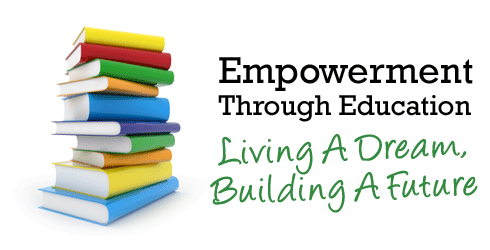 Empowerment
Through Education
Living A Dream,
Building A Future